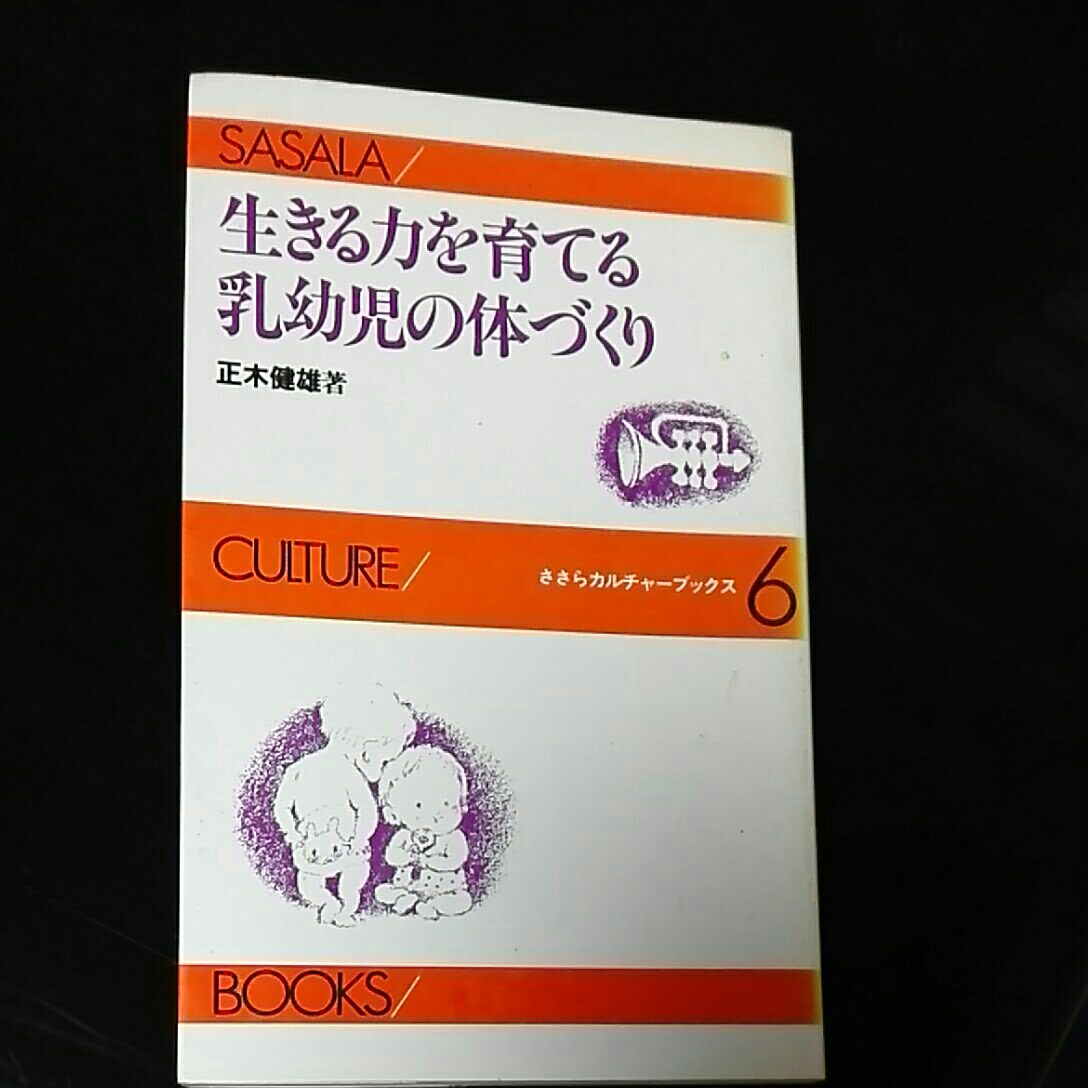 SASALA/
生きる力を育てる
乳幼児の体づくり
正木健雄著
CULTURE/
ささらカルチャーブックス 6
BOOKS/